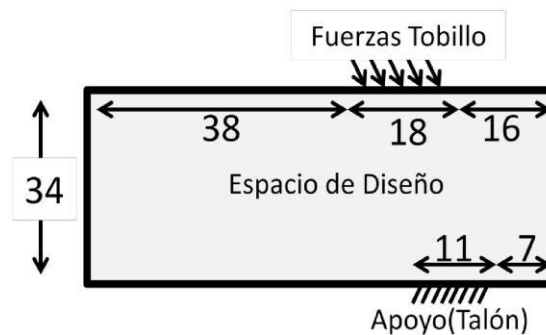 Fuerzas Tobillo
38 18 16
34
Espacio de Diseño
11 7
Apoyo(Talón)